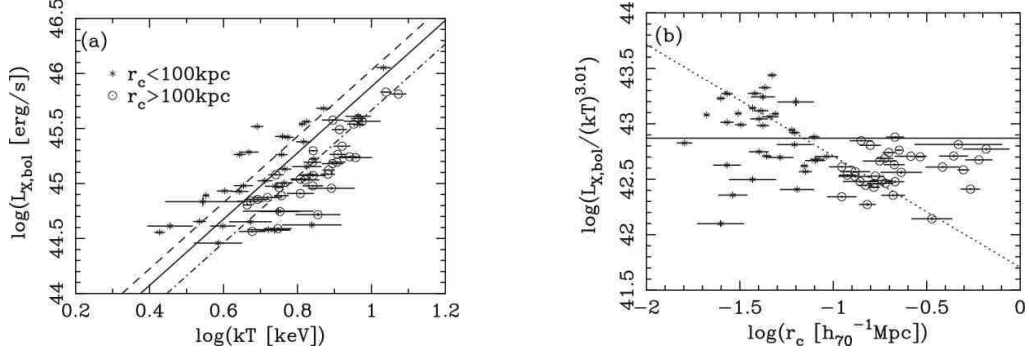 (a)
* r_c<100kpc
⊙ r_c>100kpc
log(L_X,bol [erg/s])
46.5
46
45.5
45
44.5
44
0.2 0.4 0.6 0.8 1 1.2
log(kT [keV])
(b)
log(L_X,bol/(kT)^3.01)
44
43.5
43
42.5
42
41.5
-2 -1.5 -1 -0.5 0
log(r_c [h_70^-1Mpc])